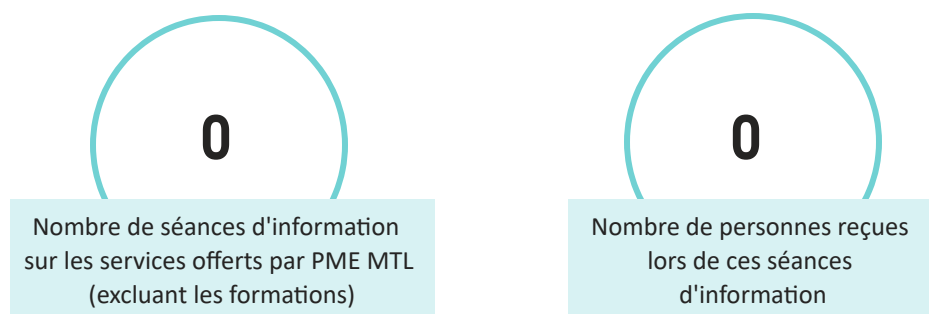 0
Nombre de séances d'information
sur les services offerts par PME MTL
(excluant les formations)
0
Nombre de personnes reçues
lors de ces séances
d'information